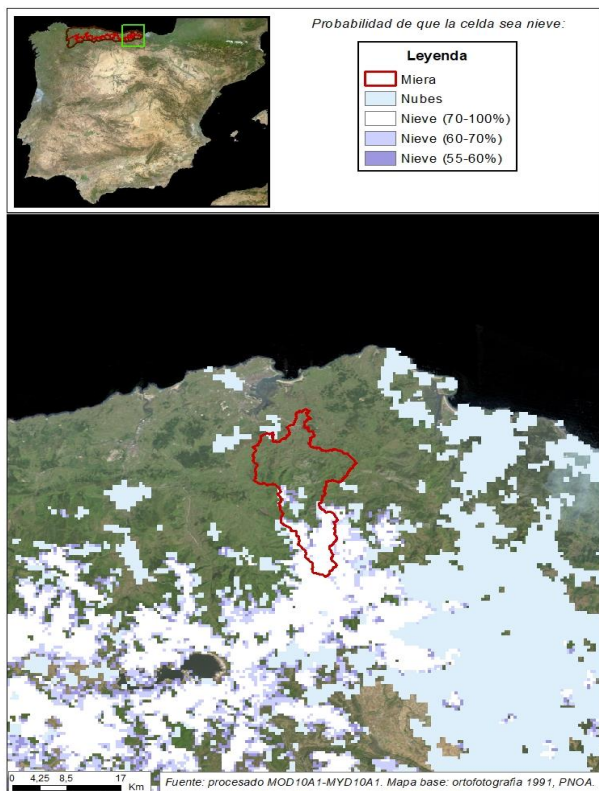 Probabilidad de que la celda sea nieve:
Leyenda
Miera
Nubes
Nieve (70-100%)
Nieve (60-70%)
Nieve (55-60%)
0 4,25 8,5 17
Km
Fuente: procesado MOD10A1-MYD10A1. Mapa base: ortofotografia 1991, PNOA.